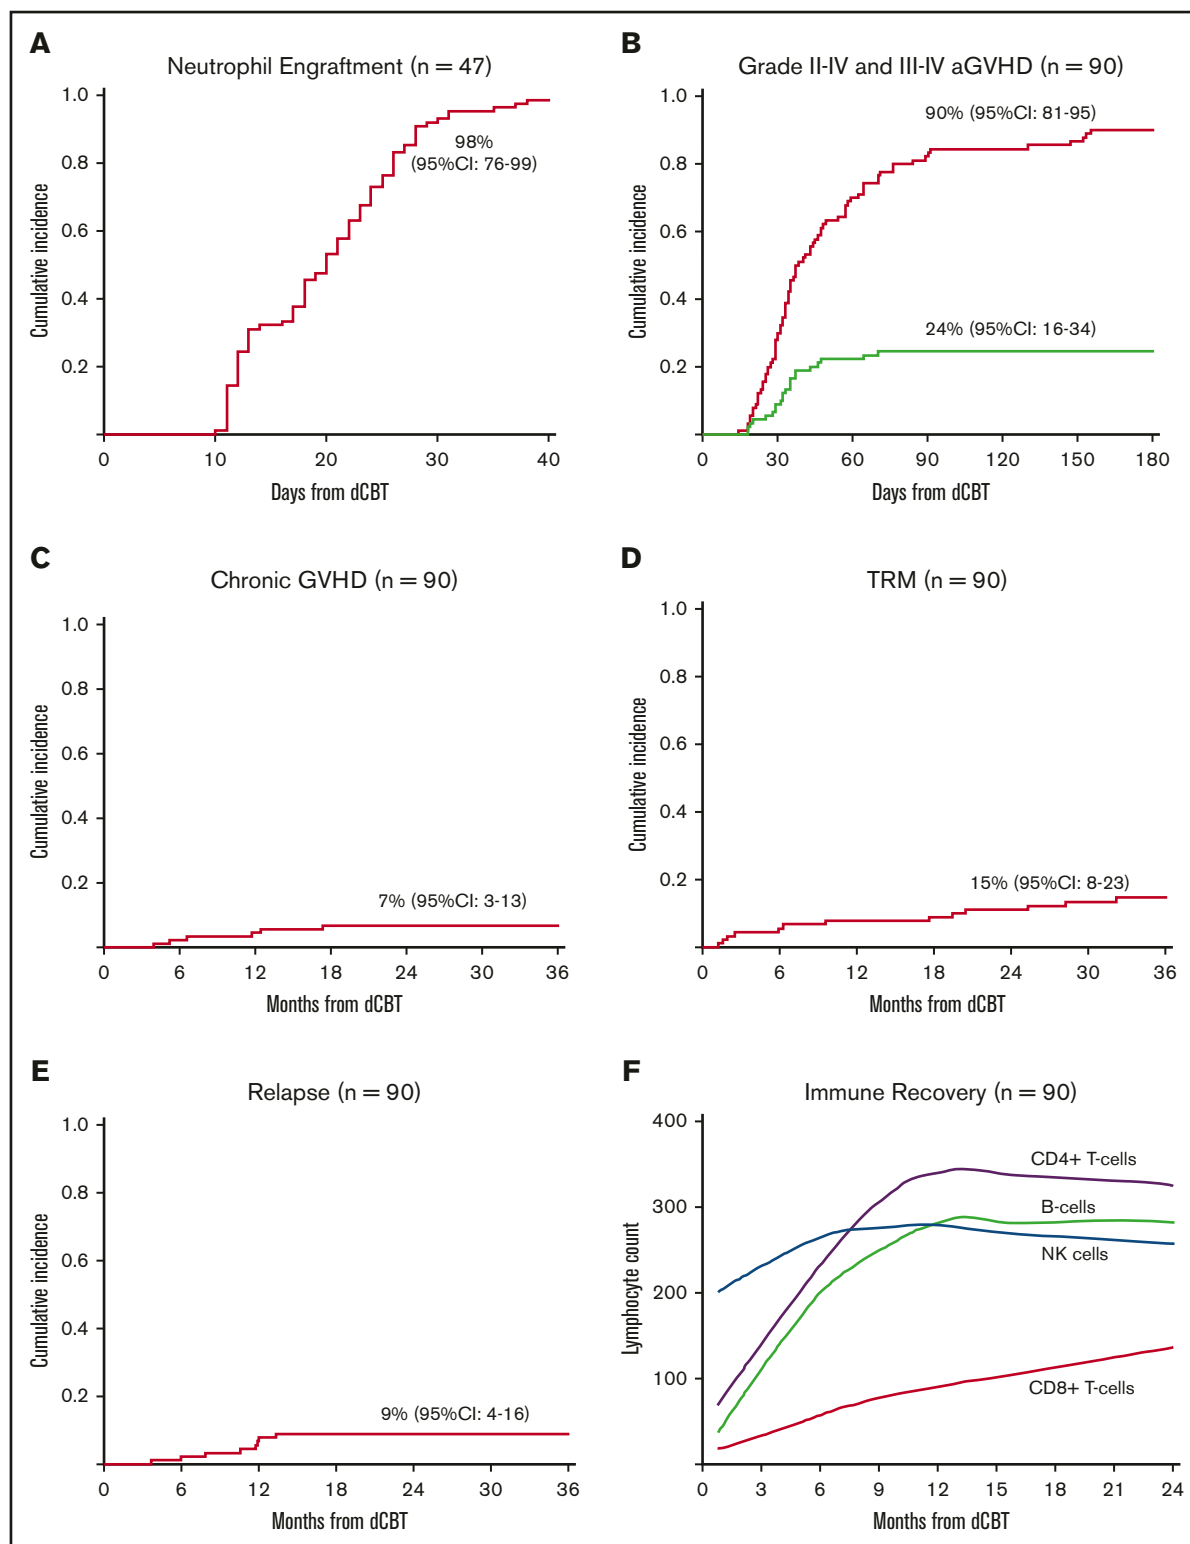 A
Neutrophil Engraftment (n = 47)
1.0
0.8
0.6
0.4
0.2
Cumulative incidence
98%
(95%CI: 76-99)
0 10 20 30 40
Days from dCBT
B
Grade II-IV and III-IV aGVHD (n = 90)
1.0
0.8
0.6
0.4
0.2
Cumulative incidence
90% (95%CI: 81-95)
24% (95%CI: 16-34)
0 30 60 90 120 150 180
Days from dCBT
C
Chronic GVHD (n = 90)
1.0
0.8
0.6
0.4
0.2
Cumulative incidence
7% (95%CI: 3-13)
0 6 12 18 24 30 36
Months from dCBT
D
TRM (n = 90)
1.0
0.8
0.6
0.4
0.2
Cumulative incidence
15% (95%CI: 8-23)
0 6 12 18 24 30 36
Months from dCBT
E
Relapse (n = 90)
1.0
0.8
0.6
0.4
0.2
Cumulative incidence
9% (95%CI: 4-16)
0 6 12 18 24 30 36
Months from dCBT
F
Immune Recovery (n = 90)
400
300
200
100
Lymphocyte count
CD4+ T-cells
B-cells
NK cells
CD8+ T-cells
0 3 6 9 12 15 18 21 24
Months from dCBT